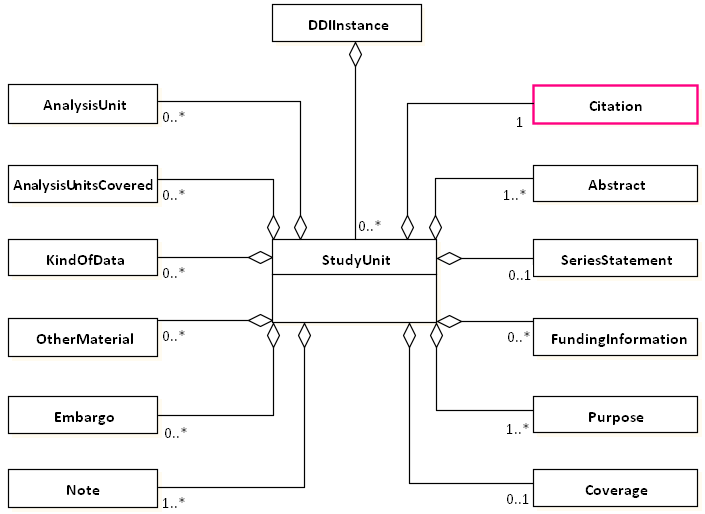 DDIInstance
AnalysisUnit
0..*
Citation
1
AnalysisUnitsCovered
0..*
Abstract
1..*
0..*
StudyUnit
KindOfData
0..*
SeriesStatement
0..1
OtherMaterial
0..*
FundingInformation
0..*
Embargo
0..*
Purpose
1..*
Note
1..*
Coverage
0..1